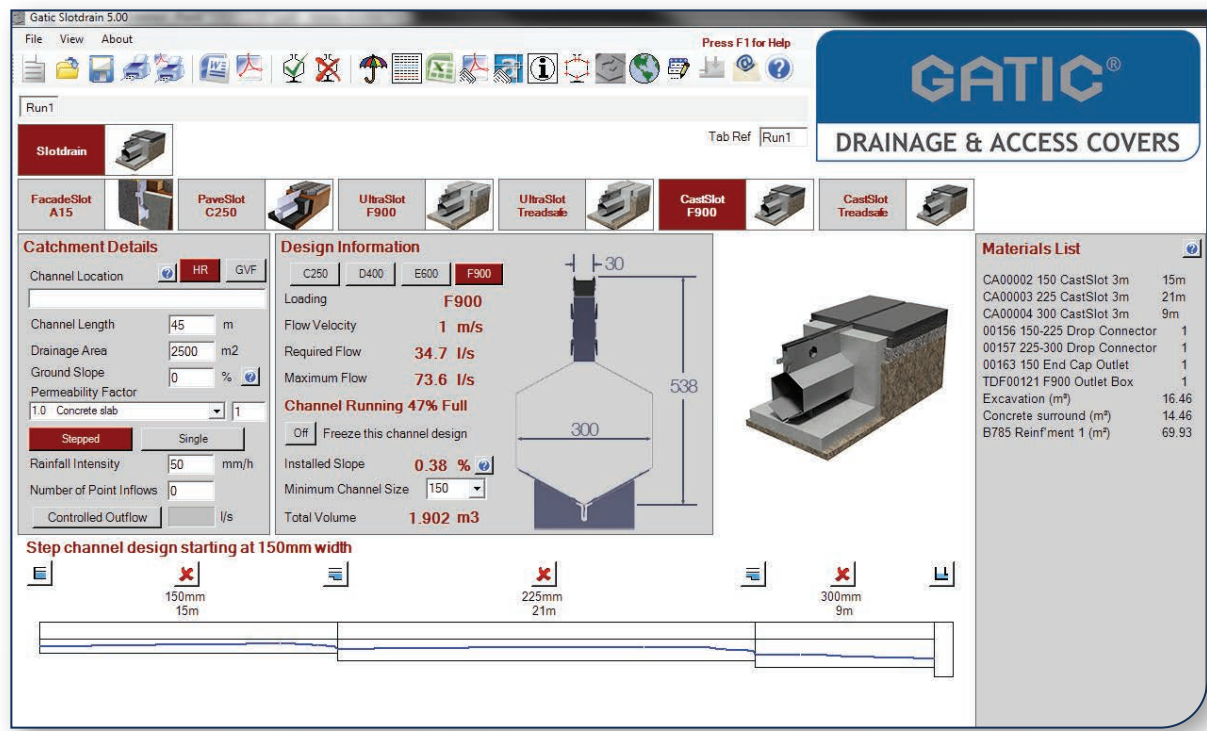 Gatic Slotdrain 5.00
File View About
Press F1 for Help
GATIC®
DRAINAGE & ACCESS COVERS
Run1
Tab Ref Run1
Slotdrain
FacadeSlot A15
PaveSlot C250
UltraSlot F900
UltraSlot Treadsafe
CastSlot F900
CastSlot Treadsafe
Catchment Details
Channel Location HR GVF
Channel Length 45 m
Drainage Area 2500 m2
Ground Slope 0 %
Permeability Factor
1.0 Concrete slab 1
Stepped Single
Rainfall Intensity 50 mm/h
Number of Point Inflows 0
Controlled Outflow l/s
Design Information
C250 D400 E600 F900
Loading F900
Flow Velocity 1 m/s
Required Flow 34.7 l/s
Maximum Flow 73.6 l/s
Channel Running 47% Full
Off Freeze this channel design
Installed Slope 0.38 %
Minimum Channel Size 150
Total Volume 1.902 m3
30
538
300
Materials List
CA00002 150 CastSlot 3m 15m
CA00003 225 CastSlot 3m 21m
CA00004 300 CastSlot 3m 9m
00156 150-225 Drop Connector 1
00157 225-300 Drop Connector 1
00163 150 End Cap Outlet 1
TDF00121 F900 Outlet Box 1
Excavation (m³) 16.46
Concrete surround (m³) 14.46
B785 Reinf'ment 1 (m²) 69.93
Step channel design starting at 150mm width
150mm 225mm 300mm
15m 21m 9m